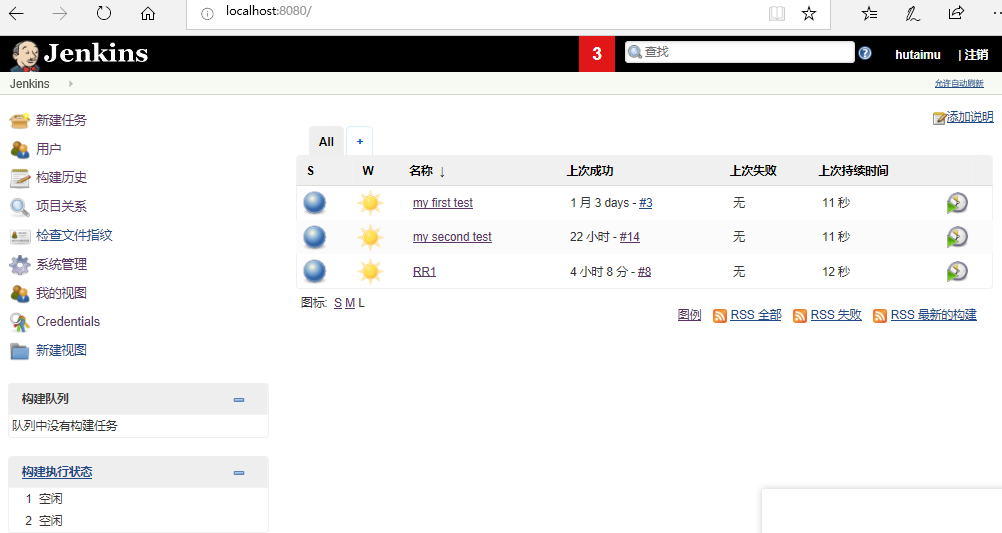 localhost:8080/
Jenkins 3 查找 hutaimu | 注销
Jenkins 允许自动刷新
添加说明
新建任务
用户
构建历史
项目关系
检查文件指纹
系统管理
我的视图
Credentials
新建视图
All +
S W 名称 ↓ 上次成功 上次失败 上次持续时间
my first test 1 月 3 days - #3 无 11 秒
my second test 22 小时 - #14 无 11 秒
RR1 4 小时 8 分 - #8 无 12 秒
图标: S M L
图例 RSS 全部 RSS 失败 RSS 最新的构建
构建队列
队列中没有构建任务
构建执行状态
1 空闲
2 空闲